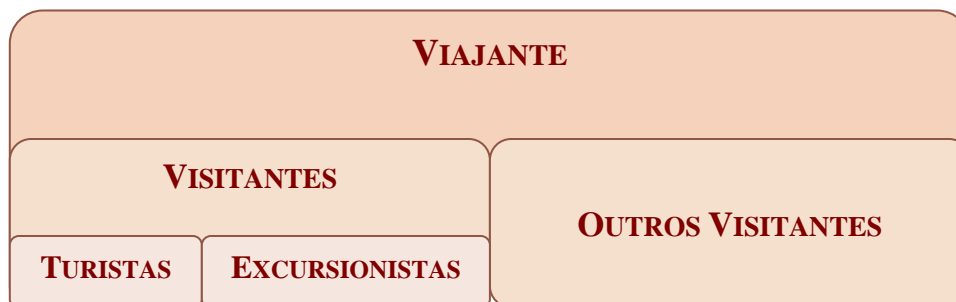 VIAJANTE
VISITANTES
OUTROS VISITANTES
TURISTAS
EXCURSIONISTAS